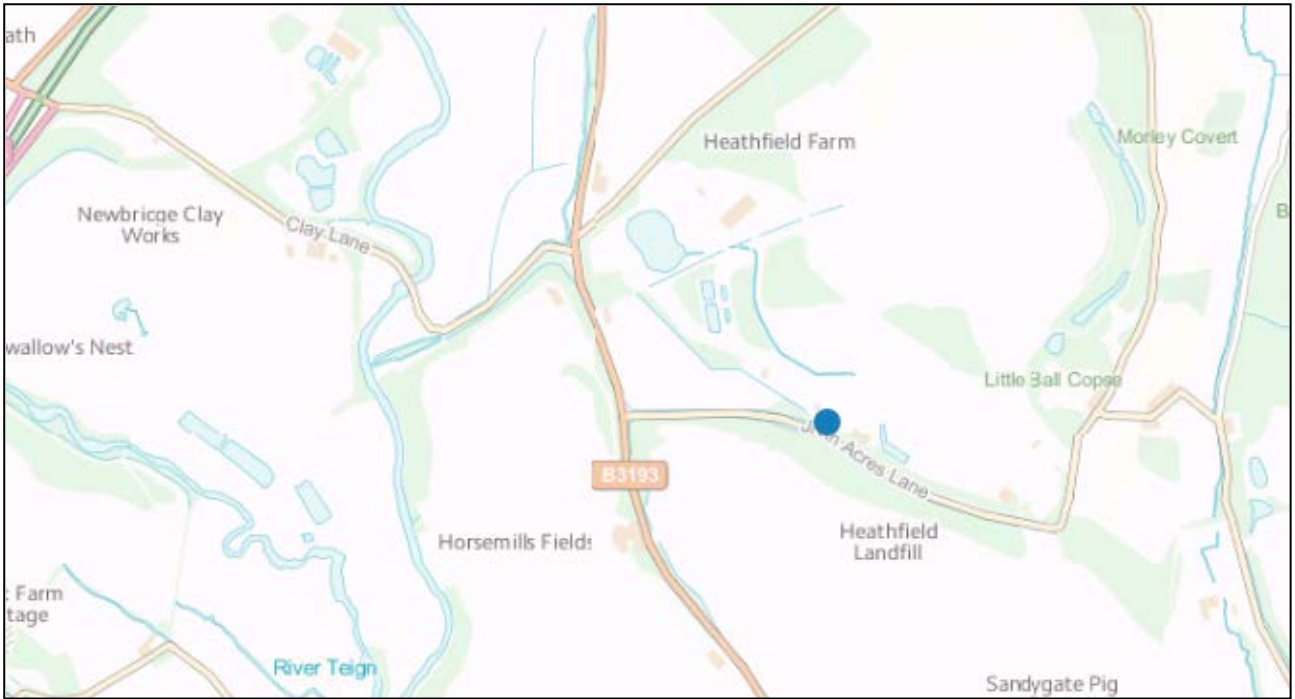 ath
Heathfield Farm
Morley Covert
Newbridge Clay
Works
Clay Lane
B
wallow's Nest
Little Ball Copse
Acres Lane
B3193
Horsemills Fields
Heathfield
Landfill
t Farm
ttage
River Teign
Sandygate Pig